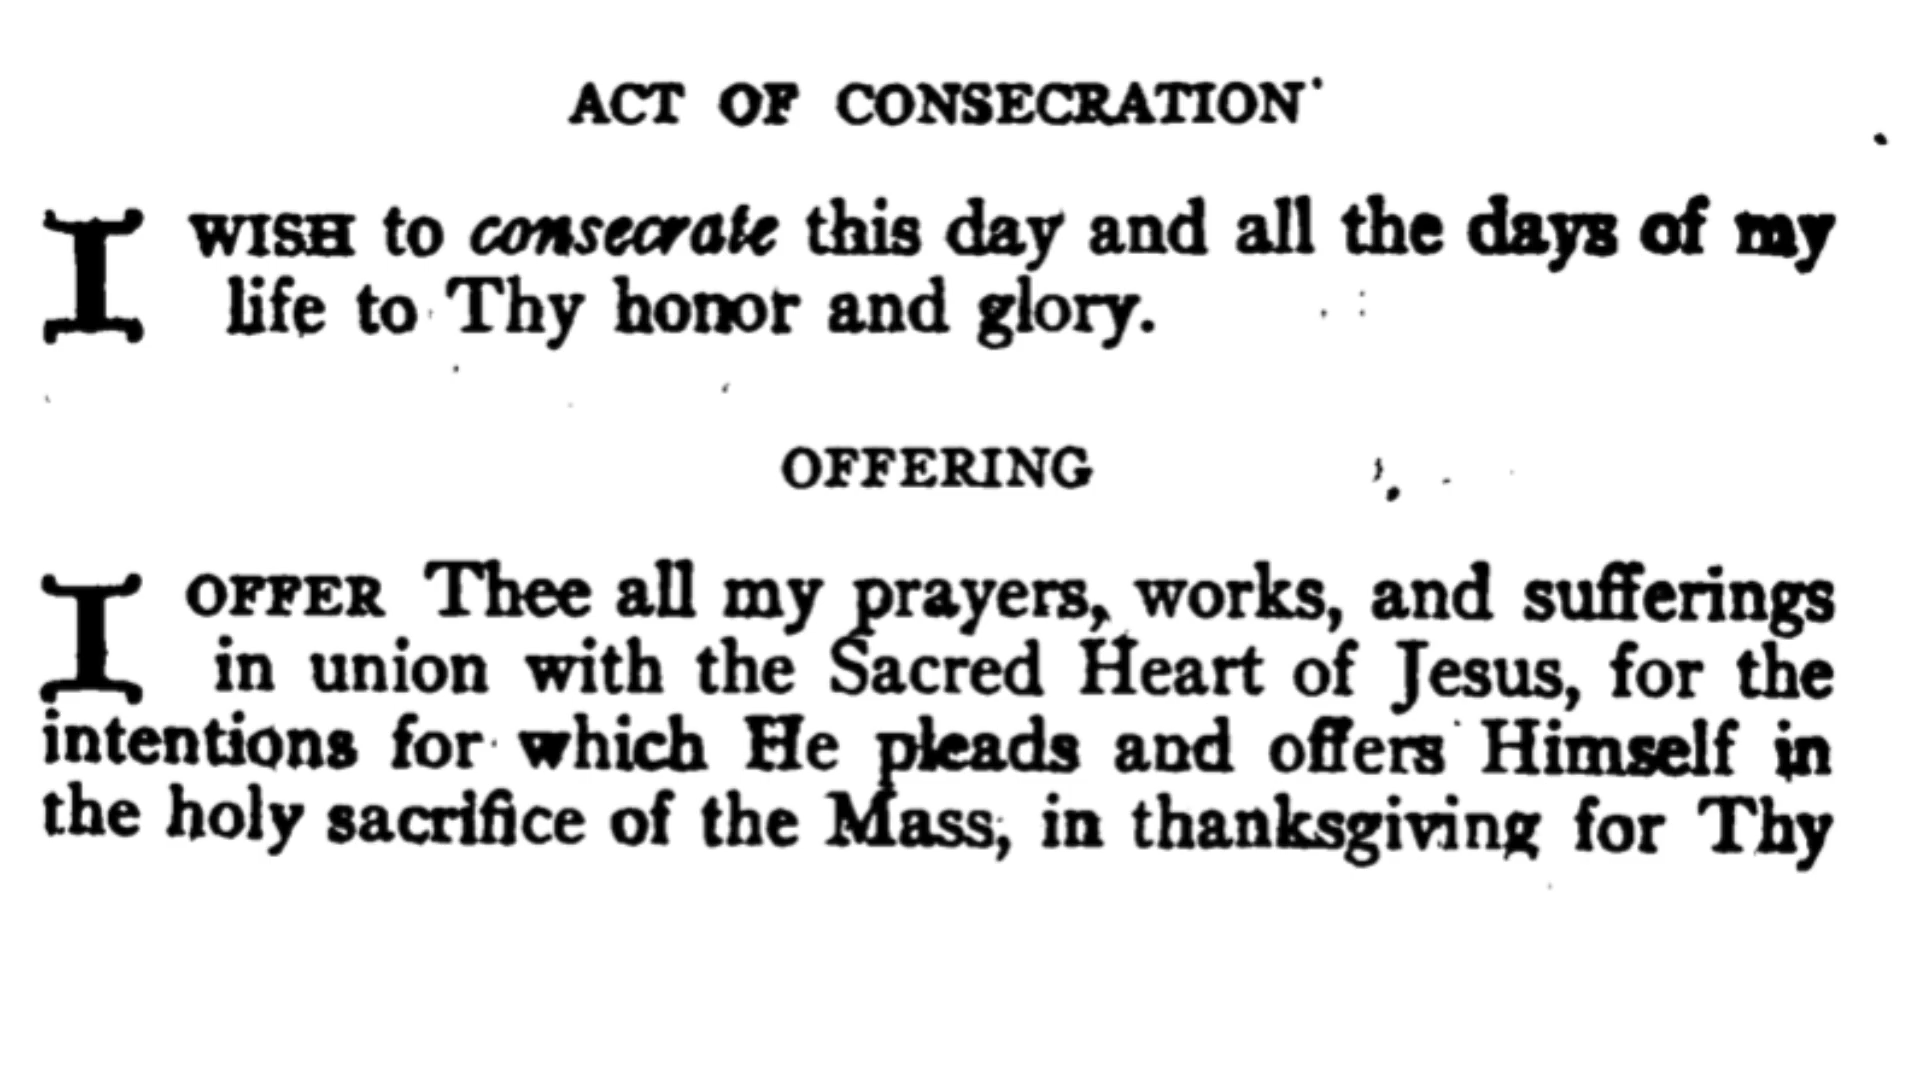 ACT OF CONSECRATION
I WISH to consecrate this day and all the days of my
life to Thy honor and glory.
OFFERING
I OFFER Thee all my prayers, works, and sufferings
in union with the Sacred Heart of Jesus, for the
intentions for which He pleads and offers Himself in
the holy sacrifice of the Mass, in thanksgiving for Thy